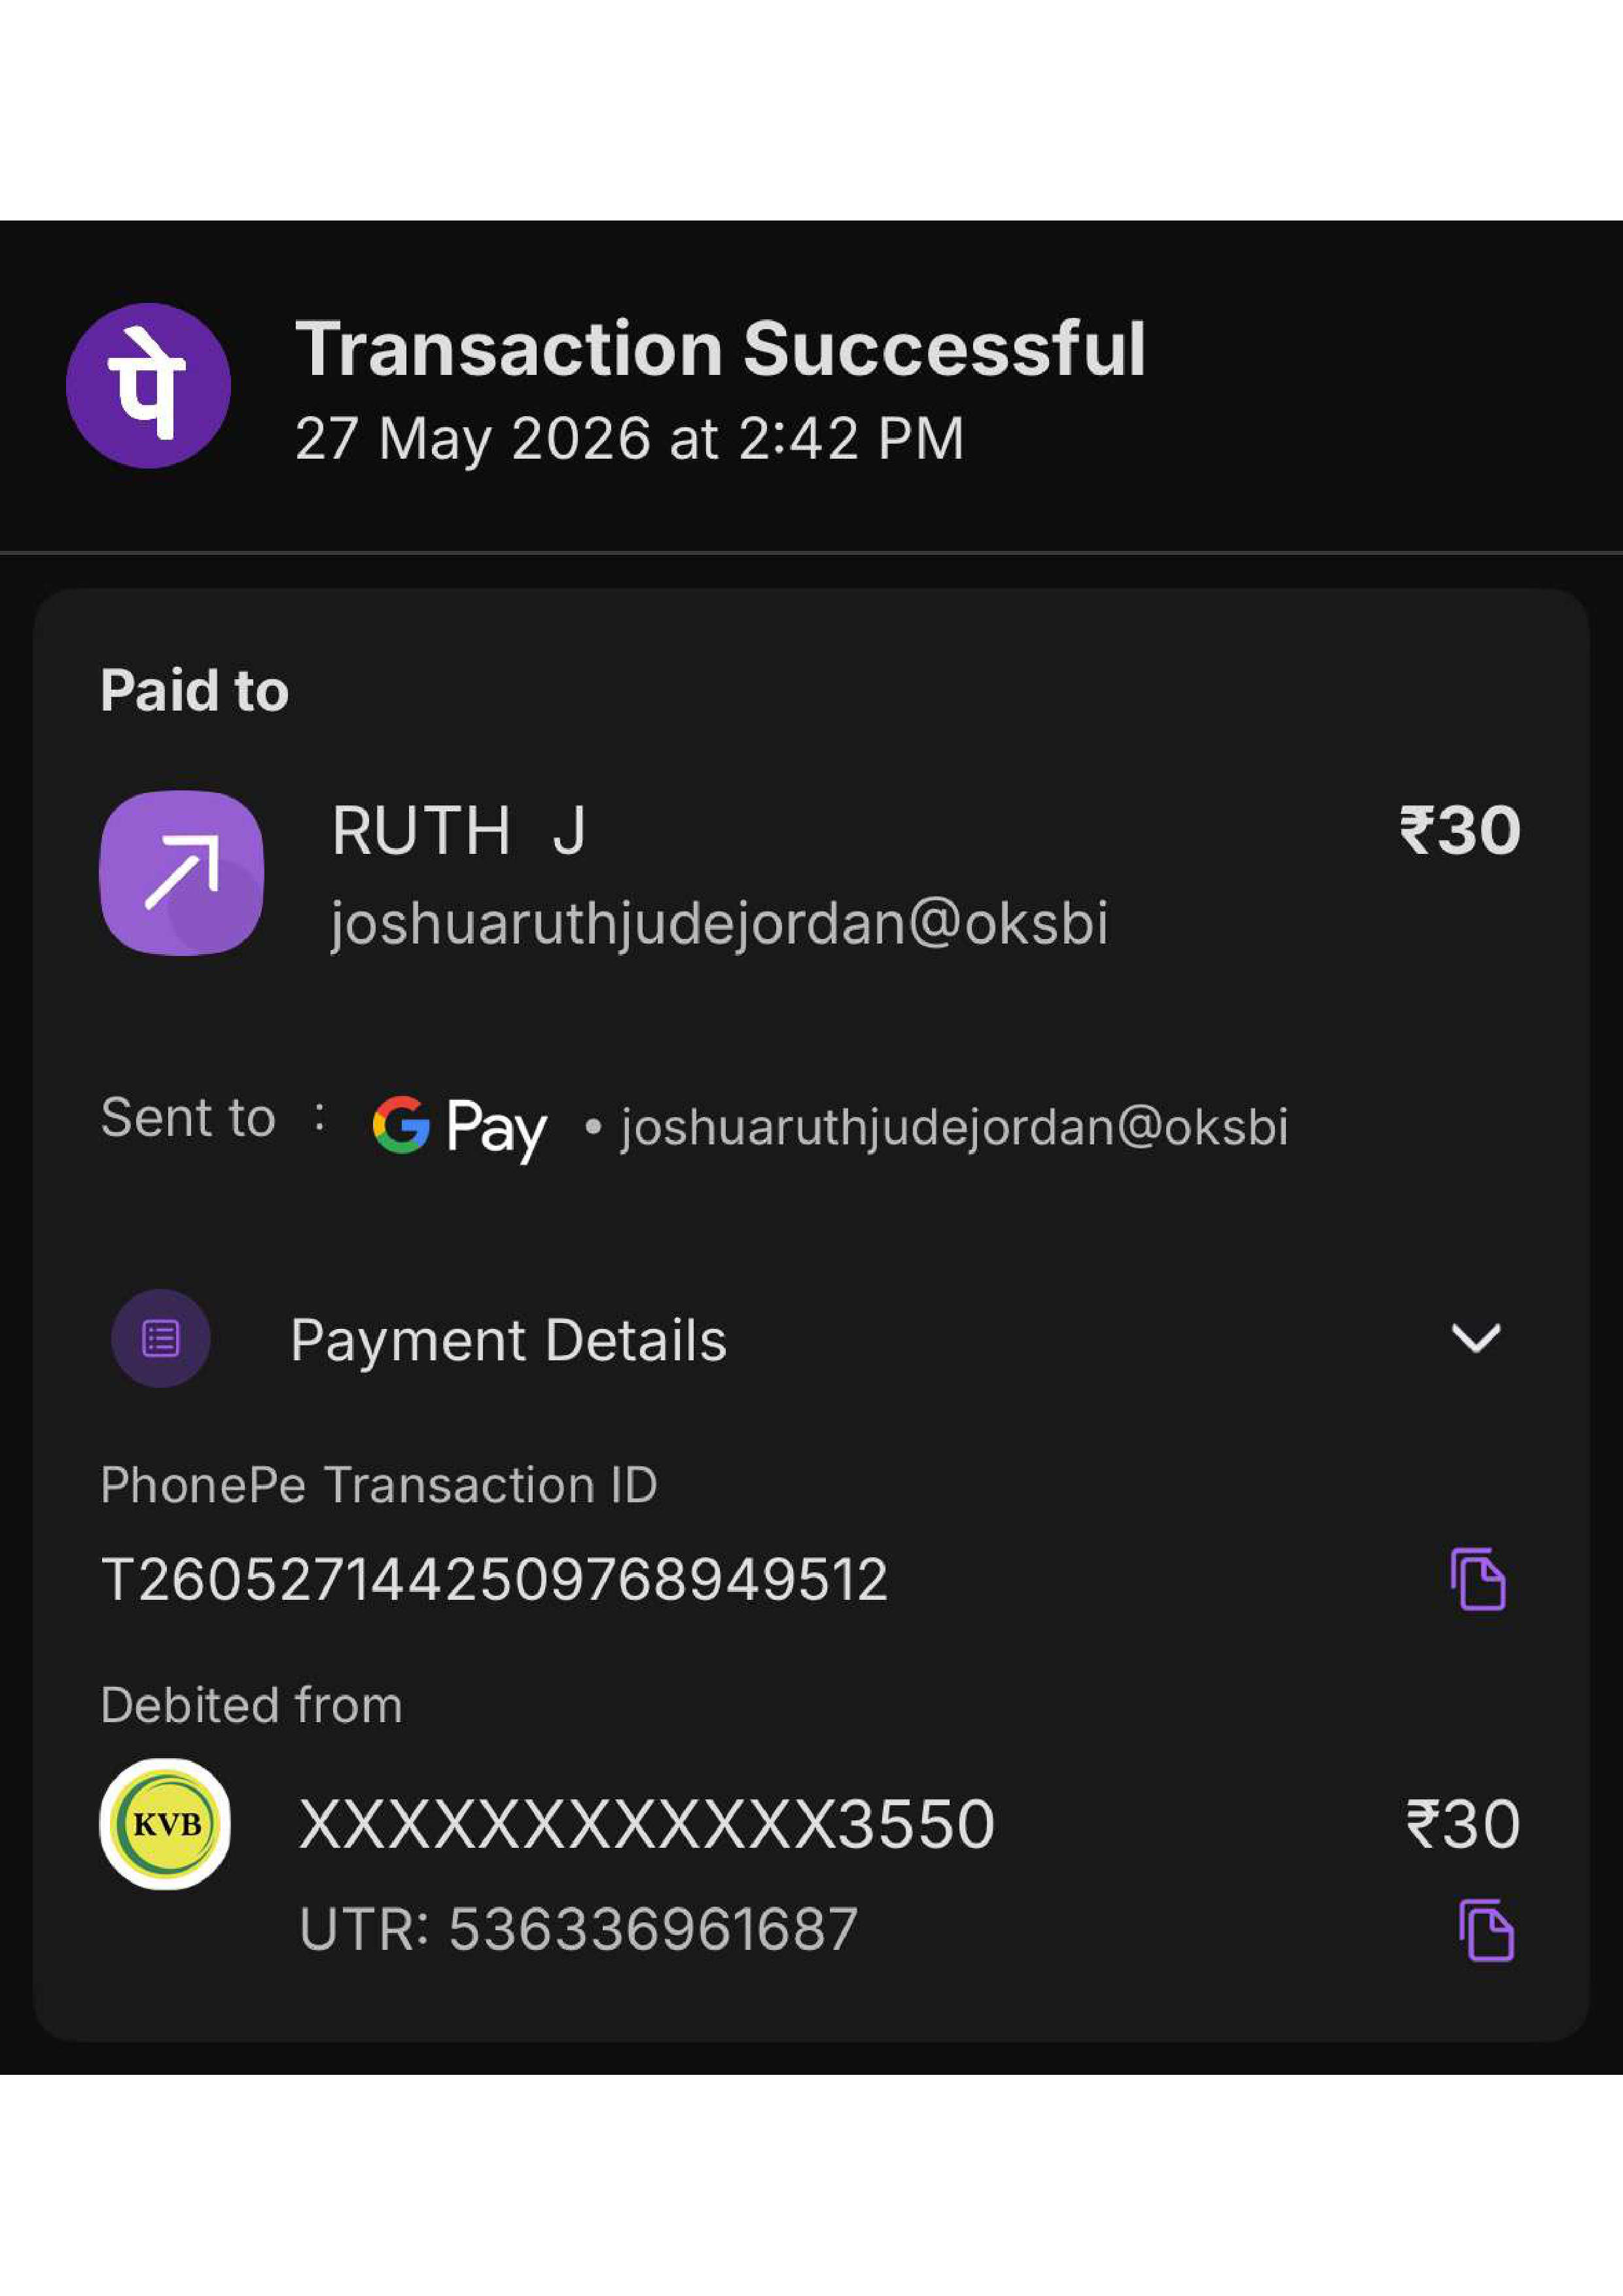 पे
Transaction Successful
27 May 2026 at 2:42 PM
Paid to
RUTH J
₹30
joshuaruthjudejordan@oksbi
Sent to : G Pay • joshuaruthjudejordan@oksbi
Payment Details
PhonePe Transaction ID
T2605271442509768949512
Debited from
KVB
XXXXXXXXXXXX3550
₹30
UTR: 536336961687